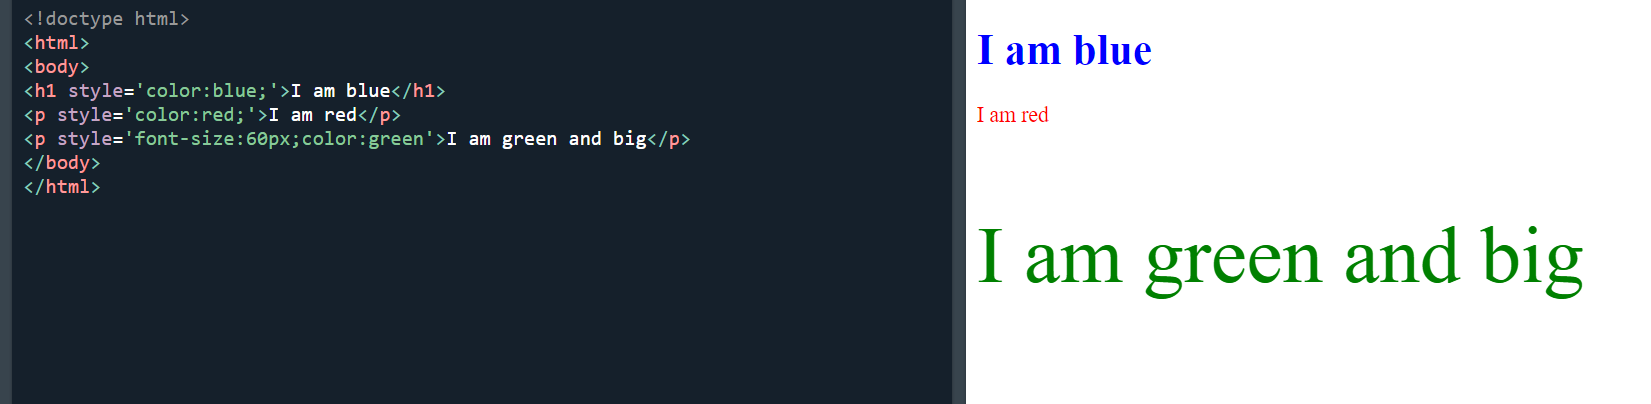 <!doctype html>
<html>
<body>
<h1 style='color:blue;'>I am blue</h1>
<p style='color:red;'>I am red</p>
<p style='font-size:60px;color:green'>I am green and big</p>
</body>
</html>
I am blue
I am red
I am green and big